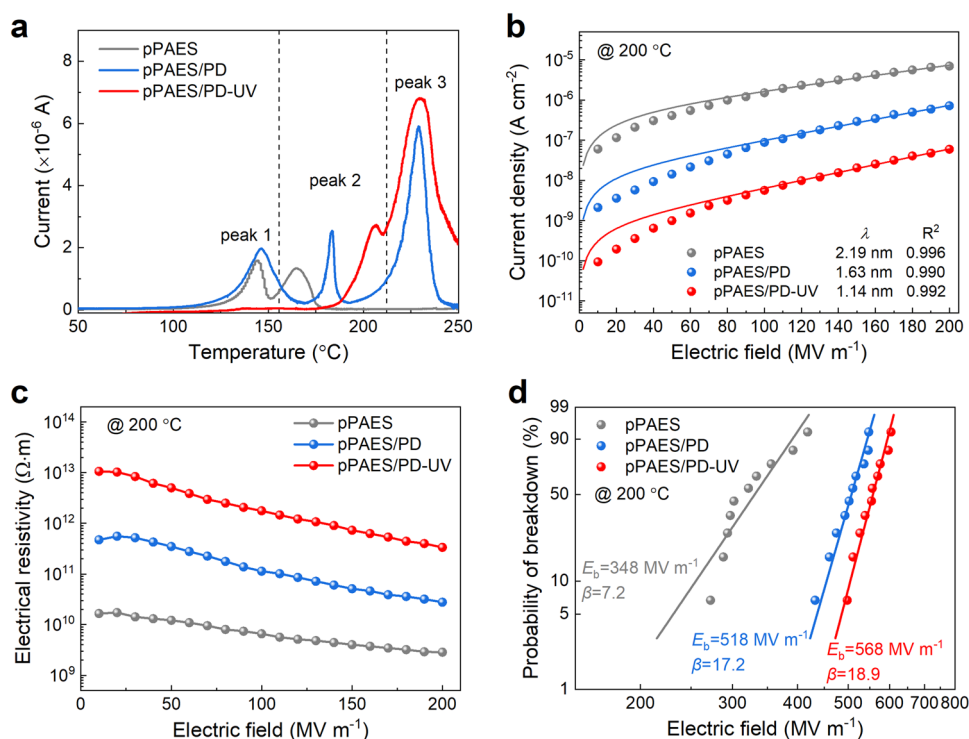 a
pPAES
pPAES/PD
pPAES/PD-UV
peak 1
peak 2
peak 3
8
6
4
2
0
Current (×10⁻⁶ A)
50 100 150 200 250
Temperature (°C)
b
@ 200 °C
10⁻⁵
10⁻⁶
10⁻⁷
10⁻⁸
10⁻⁹
10⁻¹⁰
10⁻¹¹
Current density (A cm⁻²)
λ R²
pPAES 2.19 nm 0.996
pPAES/PD 1.63 nm 0.990
pPAES/PD-UV 1.14 nm 0.992
0 20 40 60 80 100 120 140 160 180 200
Electric field (MV m⁻¹)
c
@ 200 °C
pPAES
pPAES/PD
pPAES/PD-UV
10¹⁴
10¹³
10¹²
10¹¹
10¹⁰
10⁹
Electrical resistivity (Ω·m)
0 50 100 150 200
Electric field (MV m⁻¹)
d
pPAES
pPAES/PD
pPAES/PD-UV
@ 200 °C
99
90
50
10
5
1
Probability of breakdown (%)
E_b=348 MV m⁻¹
β=7.2
E_b=518 MV m⁻¹
β=17.2
E_b=568 MV m⁻¹
β=18.9
200 300 400 500 600 700 800
Electric field (MV m⁻¹)